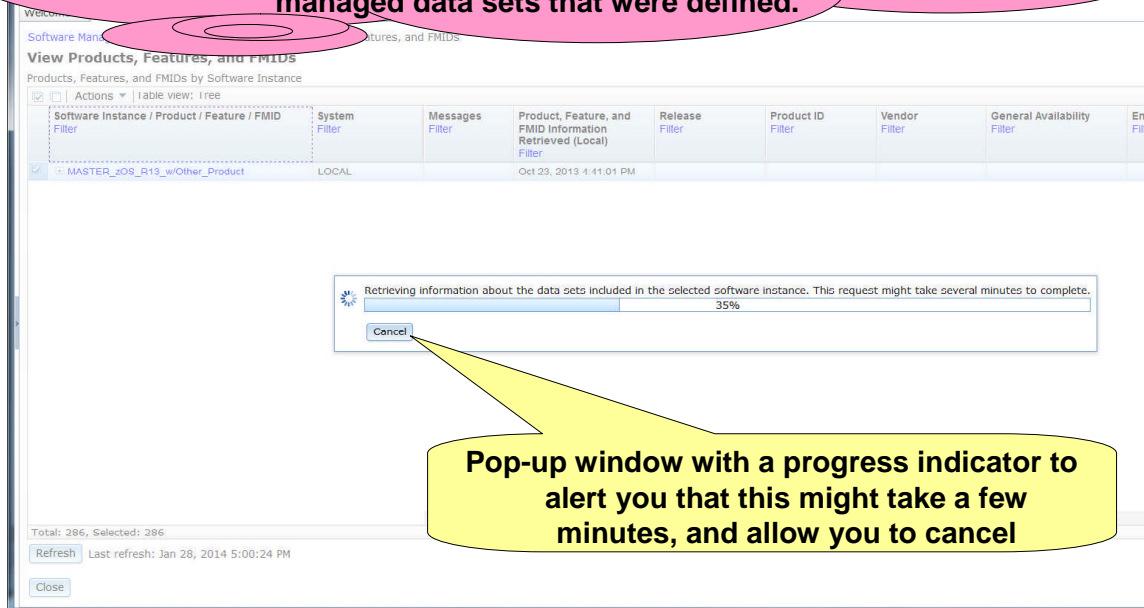 managed data sets that were defined.
Software
atures, and FMIDs
View Products, Features, and FMIDs
Products, Features, and FMIDs by Software Instance
Actions Table view: Tree
Software Instance / Product / Feature / FMID System Messages Product, Feature, and FMID Information Retrieved (Local) Release Product ID Vendor General Availability En
Filter Filter Filter Filter Filter Filter Filter Filter Fil
MASTER_zOS_R13_w/Other_Product LOCAL Oct 23, 2013 4:41:01 PM
Retrieving information about the data sets included in the selected software instance. This request might take several minutes to complete.
35%
Cancel
Pop-up window with a progress indicator to
alert you that this might take a few
minutes, and allow you to cancel
Total: 286, Selected: 286
Refresh Last refresh: Jan 28, 2014 5:00:24 PM
Close